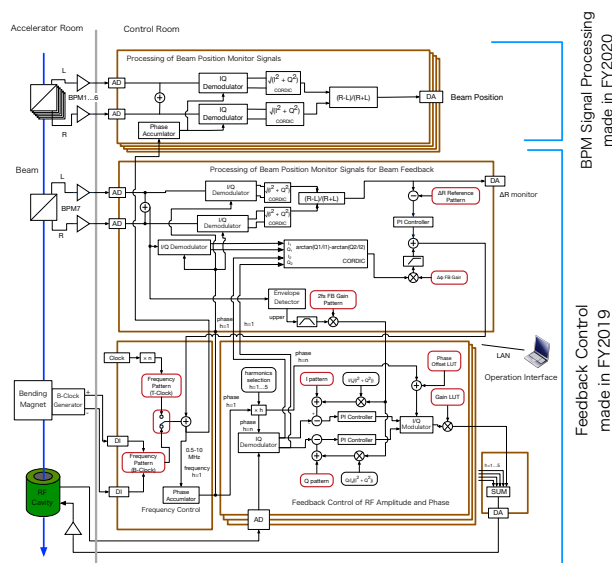 Accelerator Room
Control Room
Processing of Beam Position Monitor Signals
L
BPM1…6
R
AD
AD
IQ
Demodulator
IQ
Demodulator
√(I² + Q²)
CORDIC
√(I² + Q²)
CORDIC
(R-L)/(R+L)
DA
Beam Position
Phase
Accumlator
BPM Signal Processing
made in FY2020
Beam
Processing of Beam Position Monitor Signals for Beam Feedback
L
BPM7
R
AD
AD
I/Q
Demodulator
I/Q
Demodulator
√(I² + Q²)
CORDIC
√(I² + Q²)
CORDIC
(R-L)/(R+L)
DA
ΔR monitor
ΔR Reference
Pattern
PI Controller
I/Q Demodulator
I₁
Q₁
I₂
Q₂
arctan(Q1/I1)-arctan(Q2/I2)
CORDIC
Δφ FB Gain
Envelope
Detector
upper
2fs FB Gain
Pattern
phase
h=1
phase
h=1
phase
h=n
LAN
Operation Interface
Feedback Control
made in FY2019
Clock
× n
Frequency
Pattern
(T-Clock)
harmonics
selection
h=1…5
I pattern
I/√(I² + Q²)
Phase
Offset LUT
Gain LUT
Bending
Magnet
B-Clock
Generator
+
-
DI
DI
Frequency
Pattern
(B-Clock)
0.5-10
MHz
frequency
h=1
phase
h=1
× h
phase
h=n
IQ
Demodulator
PI Controller
PI Controller
I/Q
Modulator
Q pattern
Q/√(I² + Q²)
h=1…5
SUM
DA
RF
Cavity
Phase
Accumulator
Frequency Control
AD
Feedback Control of RF Amplitude and Phase